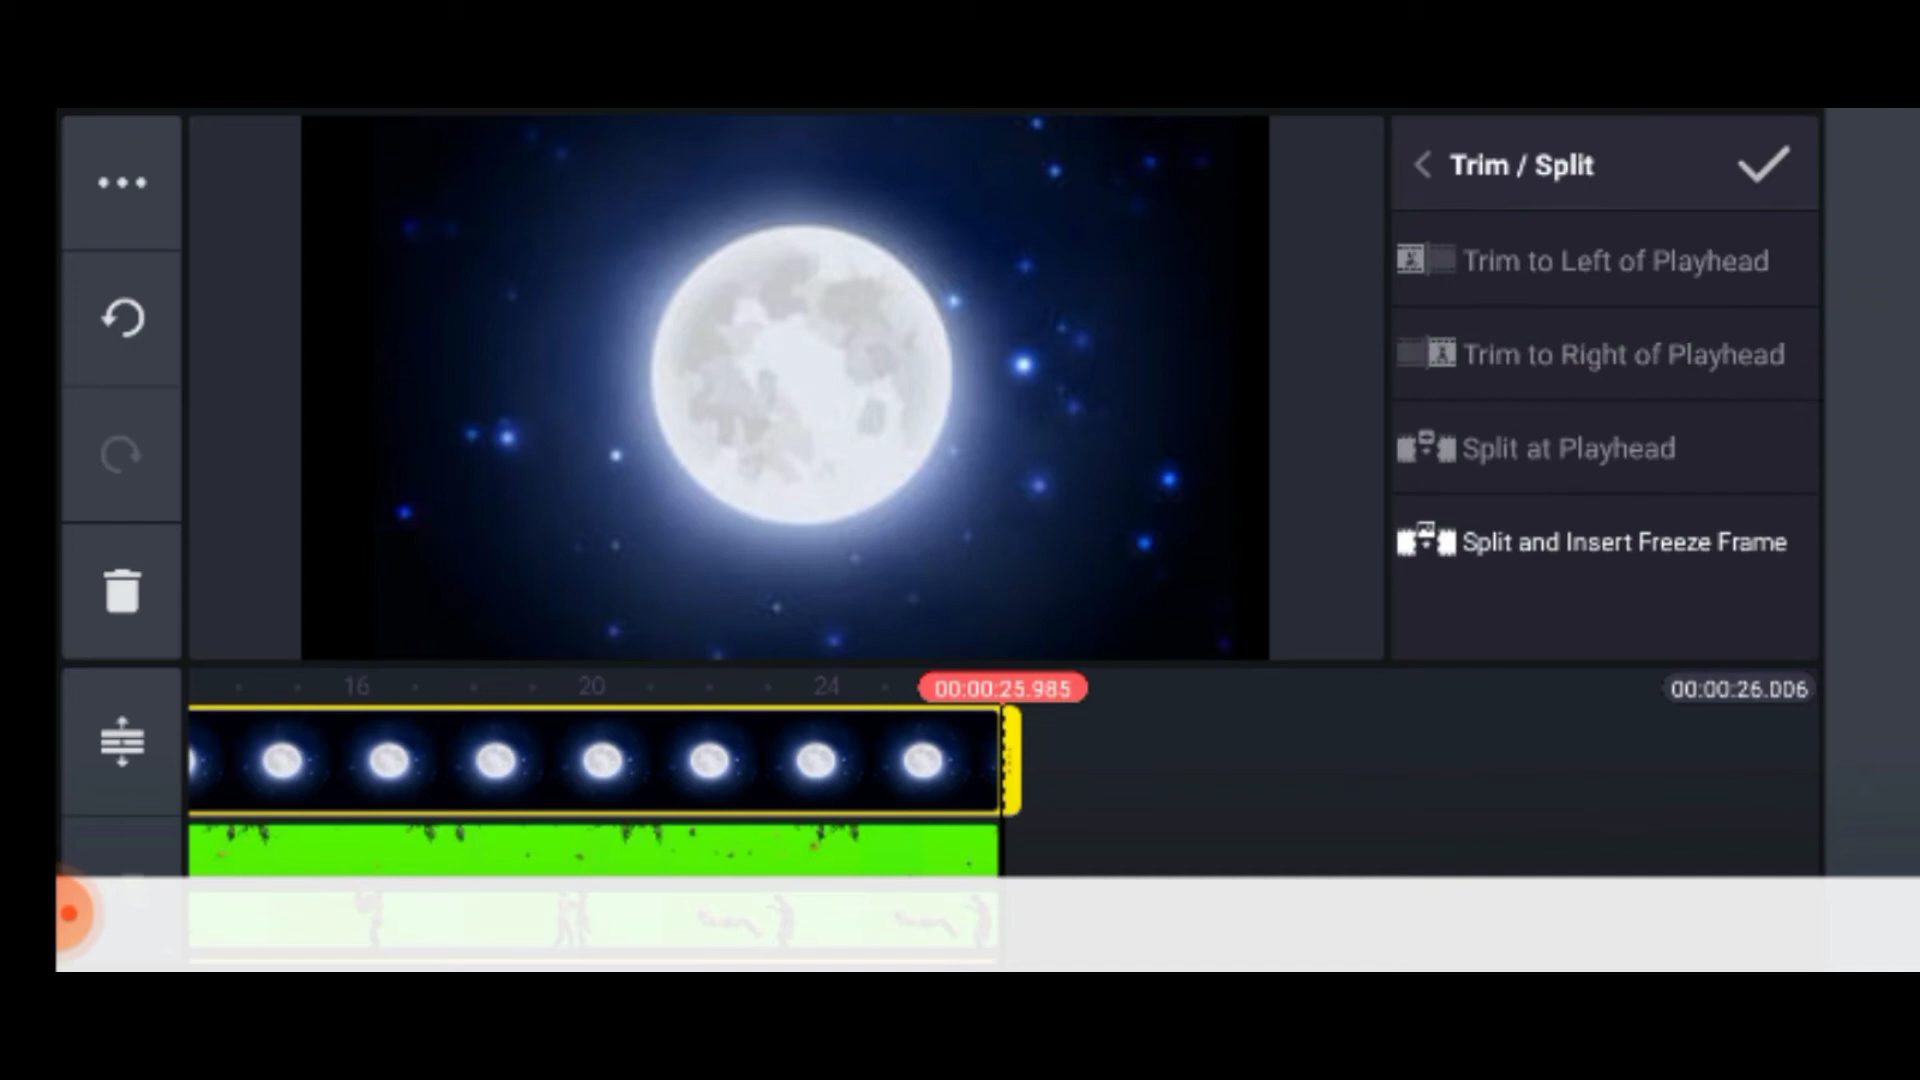 Trim / Split
Trim to Left of Playhead
Trim to Right of Playhead
Split at Playhead
Split and Insert Freeze Frame
16
20
24
00:00:25.985
00:00:26.006